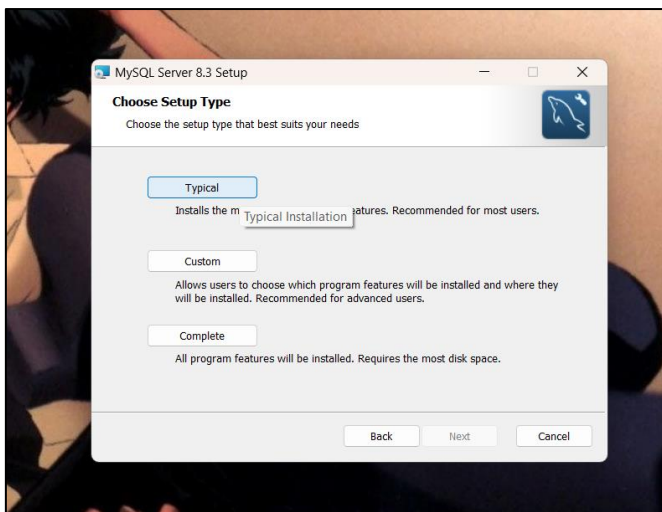 MySQL Server 8.3 Setup
Choose Setup Type
Choose the setup type that best suits your needs
Typical
Installs the m
Typical Installation
eatures. Recommended for most users.
Custom
Allows users to choose which program features will be installed and where they
will be installed. Recommended for advanced users.
Complete
All program features will be installed. Requires the most disk space.
Back Next Cancel